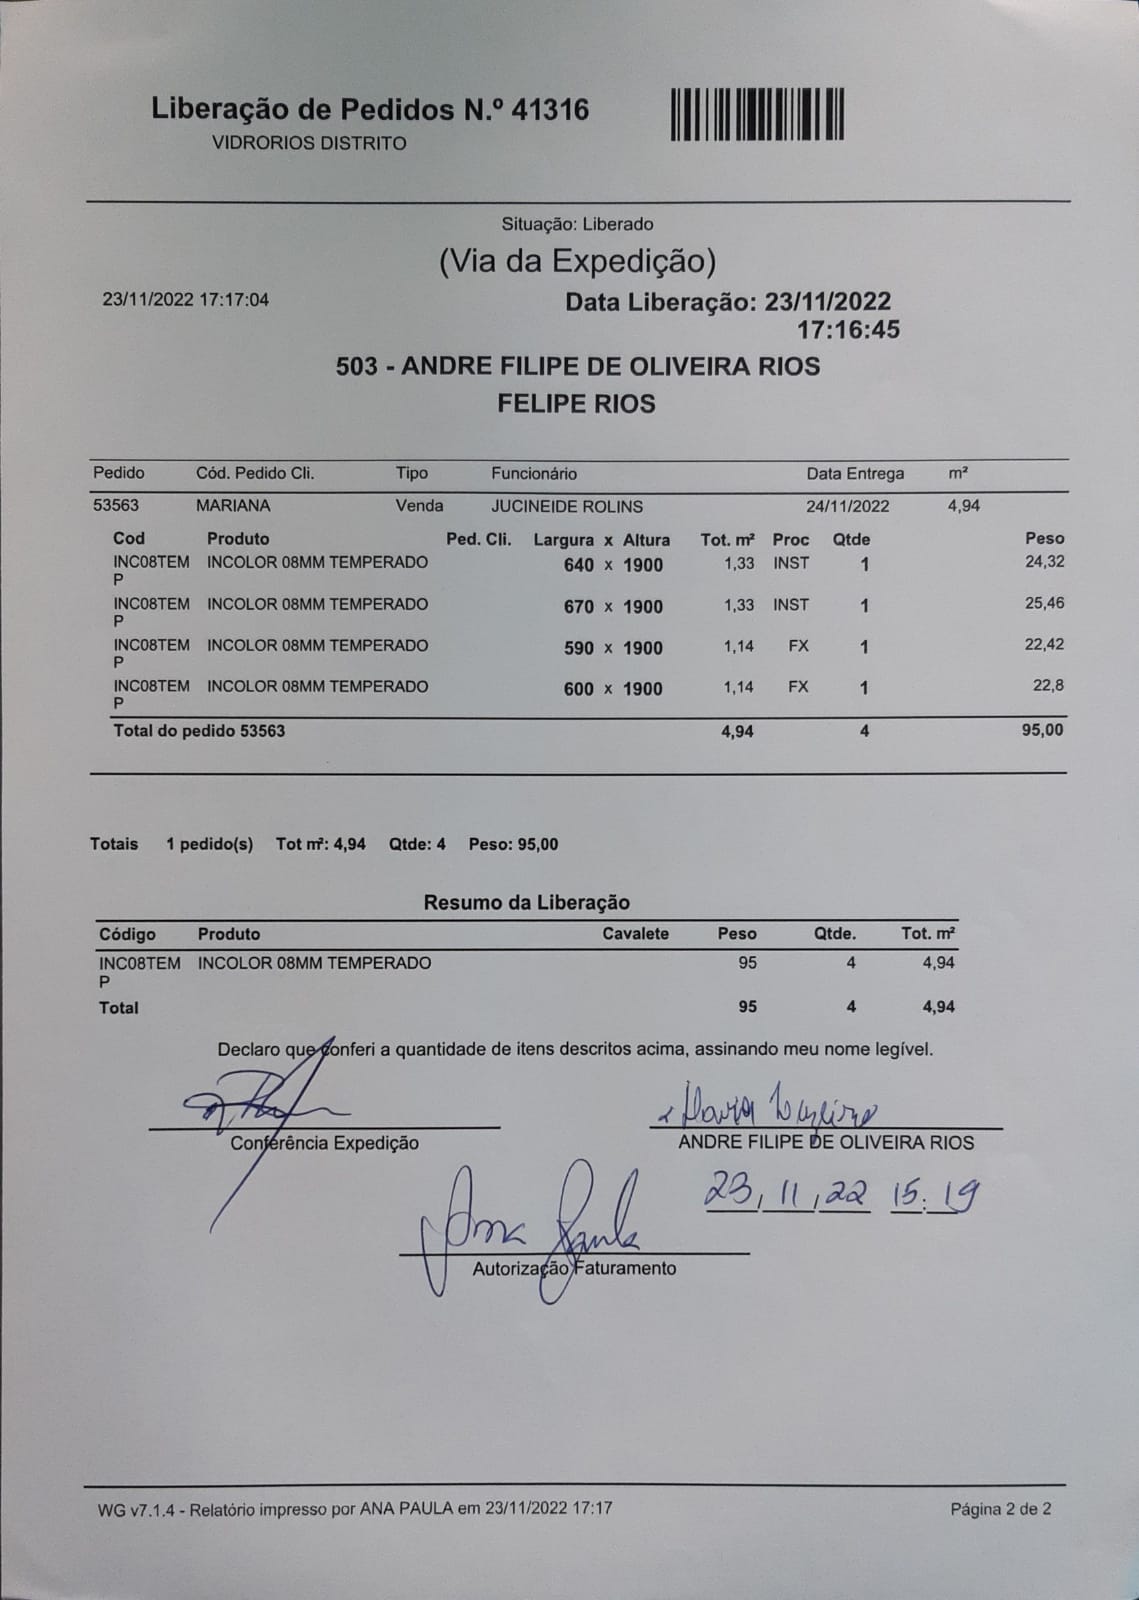 Liberação de Pedidos N.º 41316
VIDRORIOS DISTRITO
Situação: Liberado
(Via da Expedição)
23/11/2022 17:17:04
Data Liberação: 23/11/2022
17:16:45
503 - ANDRE FILIPE DE OLIVEIRA RIOS
FELIPE RIOS
Pedido Cód. Pedido Cli. Tipo Funcionário Data Entrega m²
53563 MARIANA Venda JUCINEIDE ROLINS 24/11/2022 4,94
Cod Produto Ped. Cli. Largura x Altura Tot. m² Proc Qtde Peso
INC08TEM INCOLOR 08MM TEMPERADO 640 x 1900 1,33 INST 1 24,32
P
INC08TEM INCOLOR 08MM TEMPERADO 670 x 1900 1,33 INST 1 25,46
P
INC08TEM INCOLOR 08MM TEMPERADO 590 x 1900 1,14 FX 1 22,42
P
INC08TEM INCOLOR 08MM TEMPERADO 600 x 1900 1,14 FX 1 22,8
P
Total do pedido 53563 4,94 4 95,00
Totais 1 pedido(s) Tot m²: 4,94 Qtde: 4 Peso: 95,00
Resumo da Liberação
Código Produto Cavalete Peso Qtde. Tot. m²
INC08TEM INCOLOR 08MM TEMPERADO 95 4 4,94
P
Total 95 4 4,94
Declaro que conferi a quantidade de itens descritos acima, assinando meu nome legível.
Conferência Expedição
ANDRE FILIPE DE OLIVEIRA RIOS
23, 11, 22 15:19
Ana Paula
Autorização Faturamento
WG v7.1.4 - Relatório impresso por ANA PAULA em 23/11/2022 17:17
Página 2 de 2